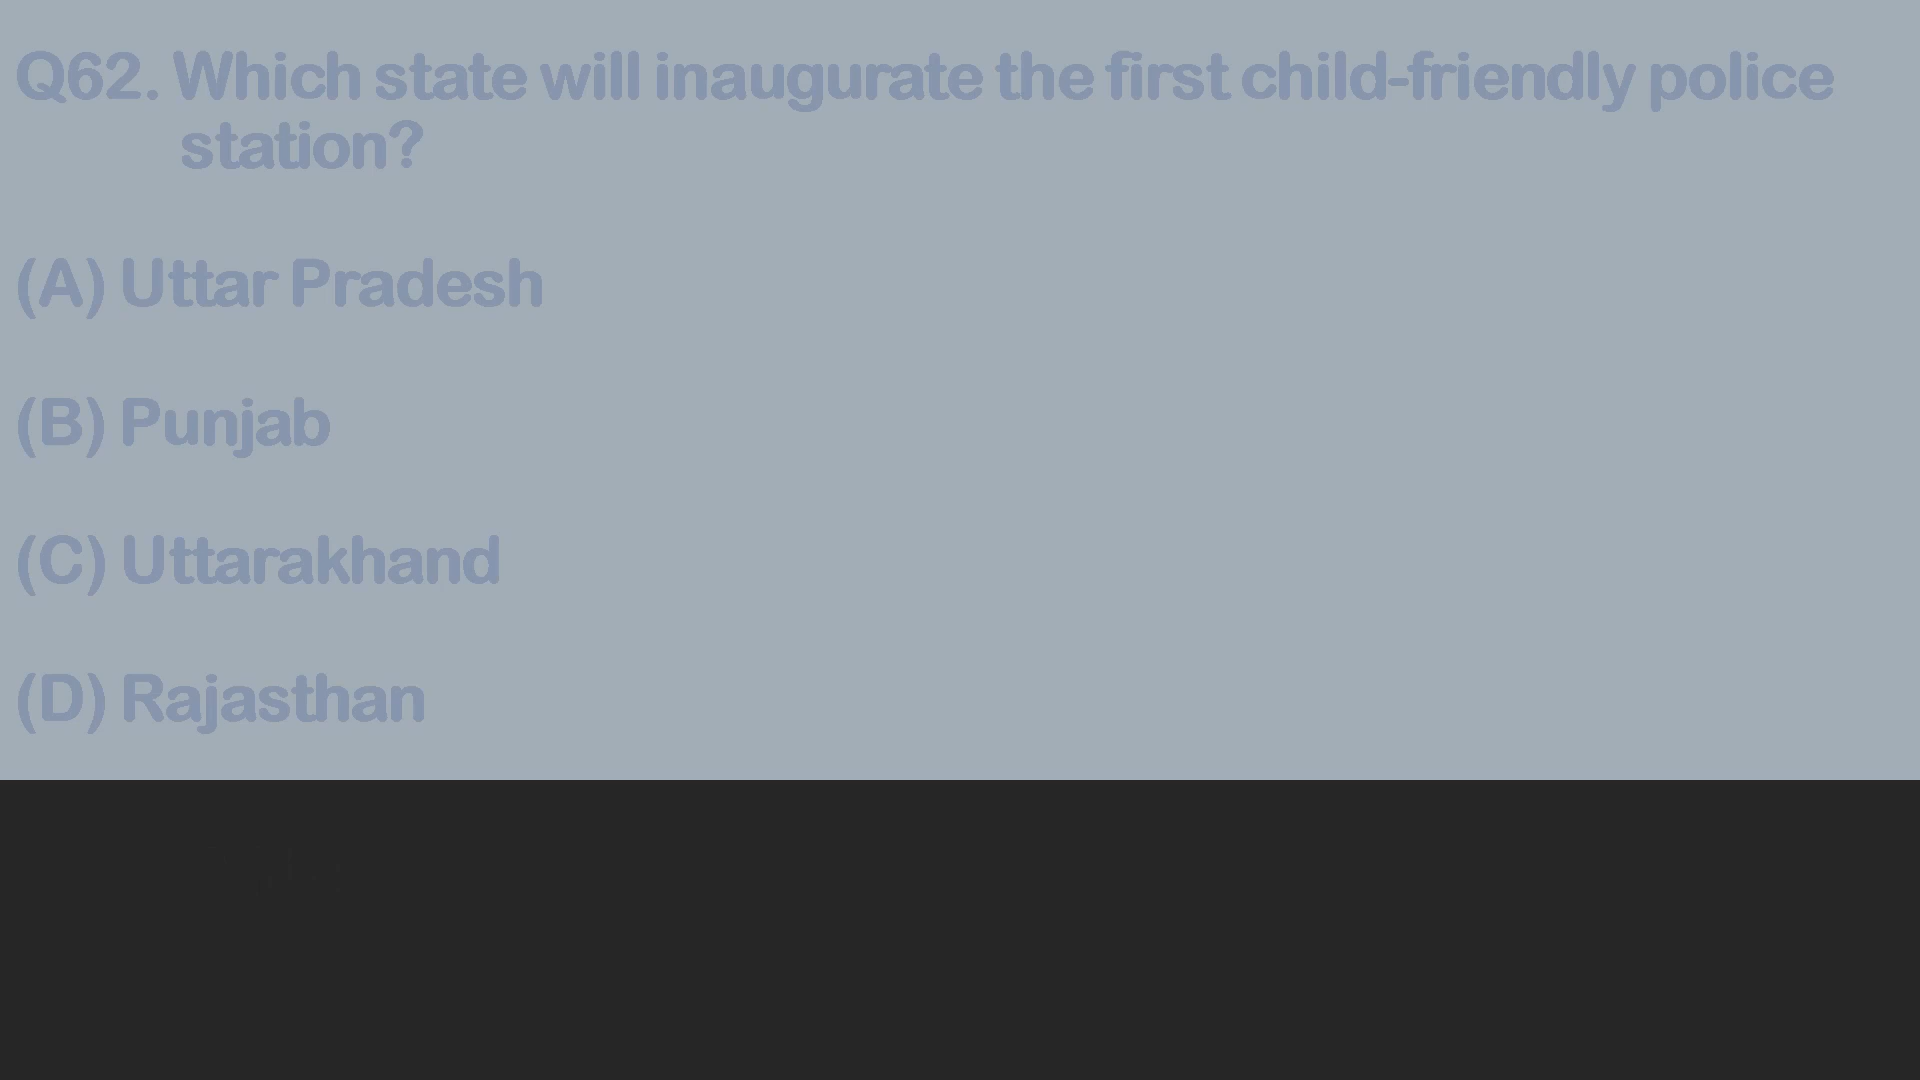 Q62. Which state will inaugurate the first child-friendly police
station?
(A) Uttar Pradesh
(B) Punjab
(C) Uttarakhand
(D) Rajasthan